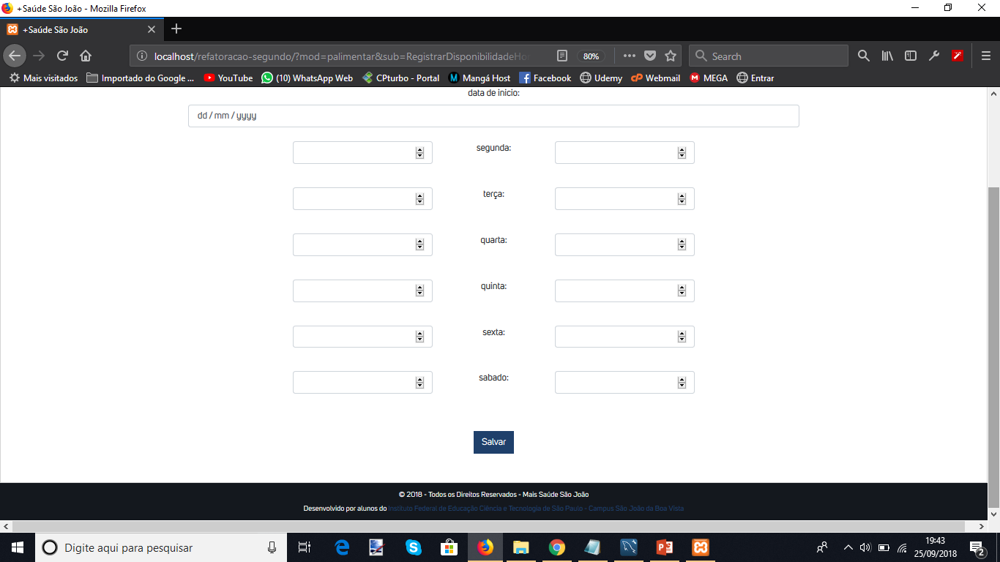 +Saúde São João - Mozilla Firefox
+Saúde São João
localhost/refatoracao-segundo/?mod=palimentar&sub=RegistrarDisponibilidadeHo
80%
Search
Mais visitados
Importado do Google ...
YouTube
(10) WhatsApp Web
CPturbo - Portal
Mangá Host
Facebook
Udemy
Webmail
MEGA
Entrar
data de inicio:
dd / mm / yyyy
segunda:
terça:
quarta:
quinta:
sexta:
sabado:
Salvar
© 2018 - Todos os Direitos Reservados - Mais Saúde São João
Desenvolvido por alunos do Instituto Federal de Educação Ciência e Tecnologia de São Paulo - Campus São João da Boa Vista
Digite aqui para pesquisar
19:43
25/09/2018
2